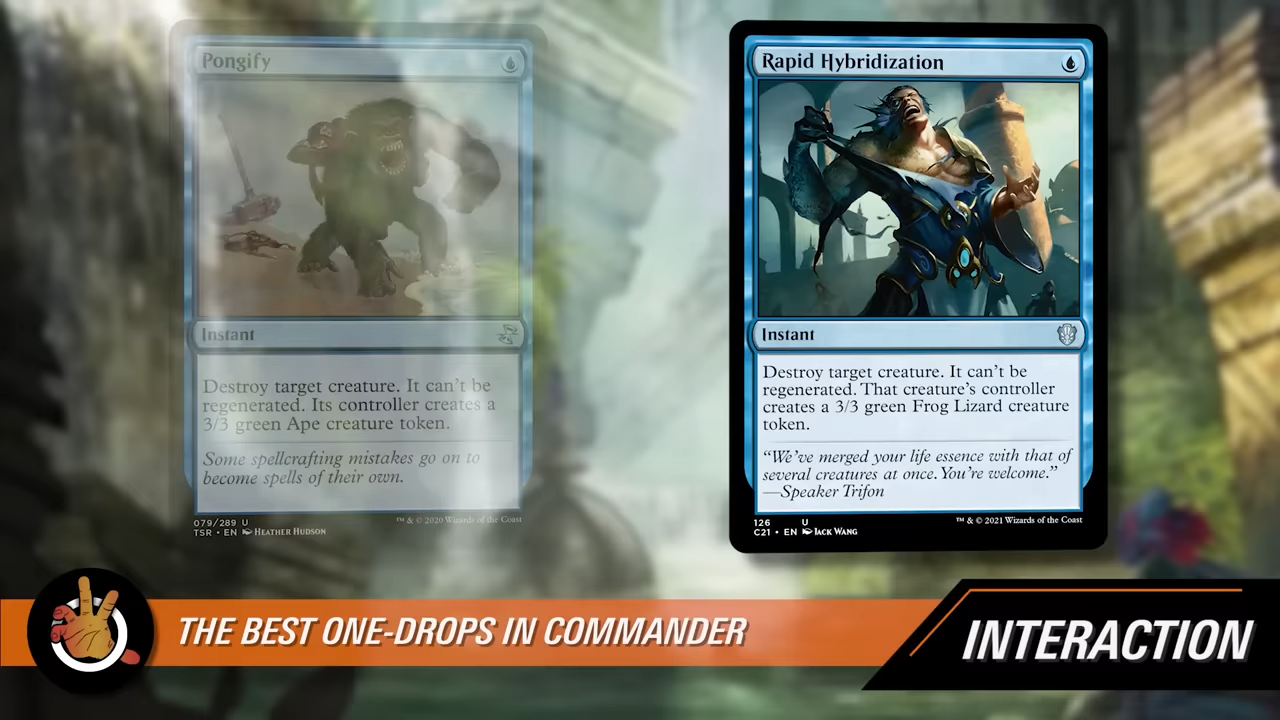 Pongify
Instant
Destroy target creature. It can't be
regenerated. Its controller creates a
3/3 green Ape creature token.
Some spellcrafting mistakes go on to
become spells of their own.
079/289 U
TSR • EN HEATHER HUDSON
™ & © 2020 Wizards of the Coast
Rapid Hybridization
Instant
Destroy target creature. It can't be
regenerated. That creature's controller
creates a 3/3 green Frog Lizard creature
token.
“We've merged your life essence with that of
several creatures at once. You're welcome.”
—Speaker Trifon
126 U
C21 • EN JACK WANG
™ & © 2021 Wizards of the Coast
THE BEST ONE-DROPS IN COMMANDER
INTERACTION